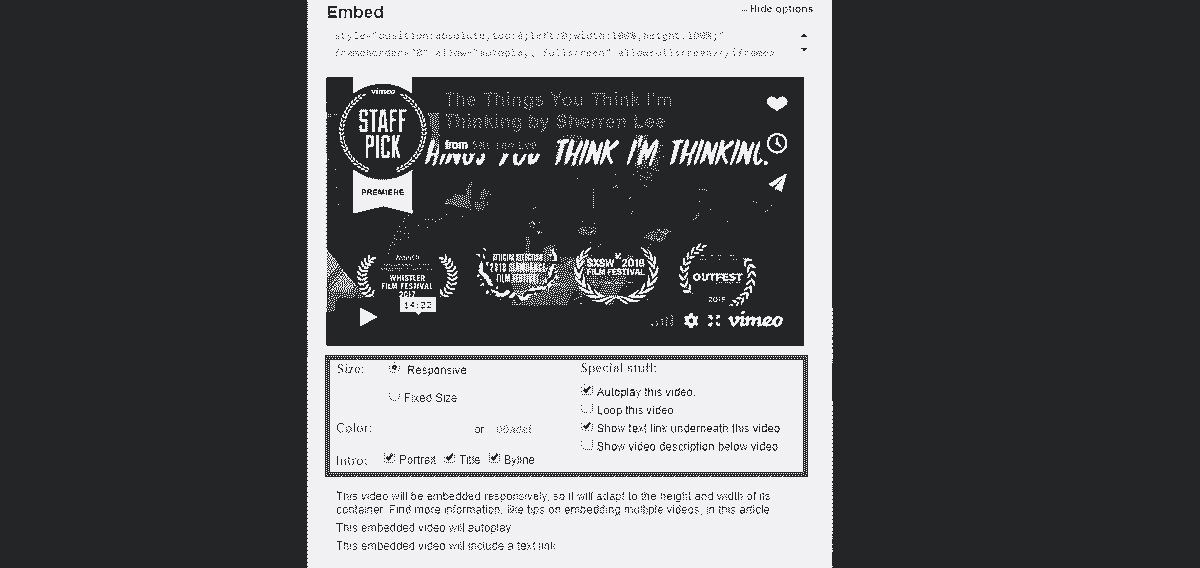 Embed
Hide options
style="position:absolute;top:0;left:0;width:100%;height:100%;"
frameborder="0" allow="autoplay; fullscreen" allowfullscreen></iframe>
vimeo
STAFF
PICK
PREMIERE
The Things You Think I'm
Thinking by Sherren Lee
from Sherren Lee
THINGS YOU THINK I'M THINKING.
WHISTLER
FILM FESTIVAL
2017
OFFICIAL SELECTION
2018 SLAMDANCE
FILM FESTIVAL
SXSW 2018
FILM FESTIVAL
OUTFEST
14:22
vimeo
Size:
Responsive
Fixed Size
Color:
or
Intro:
Portrait
Title
Byline
Special stuff:
Autoplay this video.
Loop this video
Show text link underneath this video
Show video description below video
This video will be embedded responsively, so it will adapt to the height and width of its
container. Find more information, like tips on embedding multiple videos, in this article
This embedded video will autoplay
This embedded video will include a text link